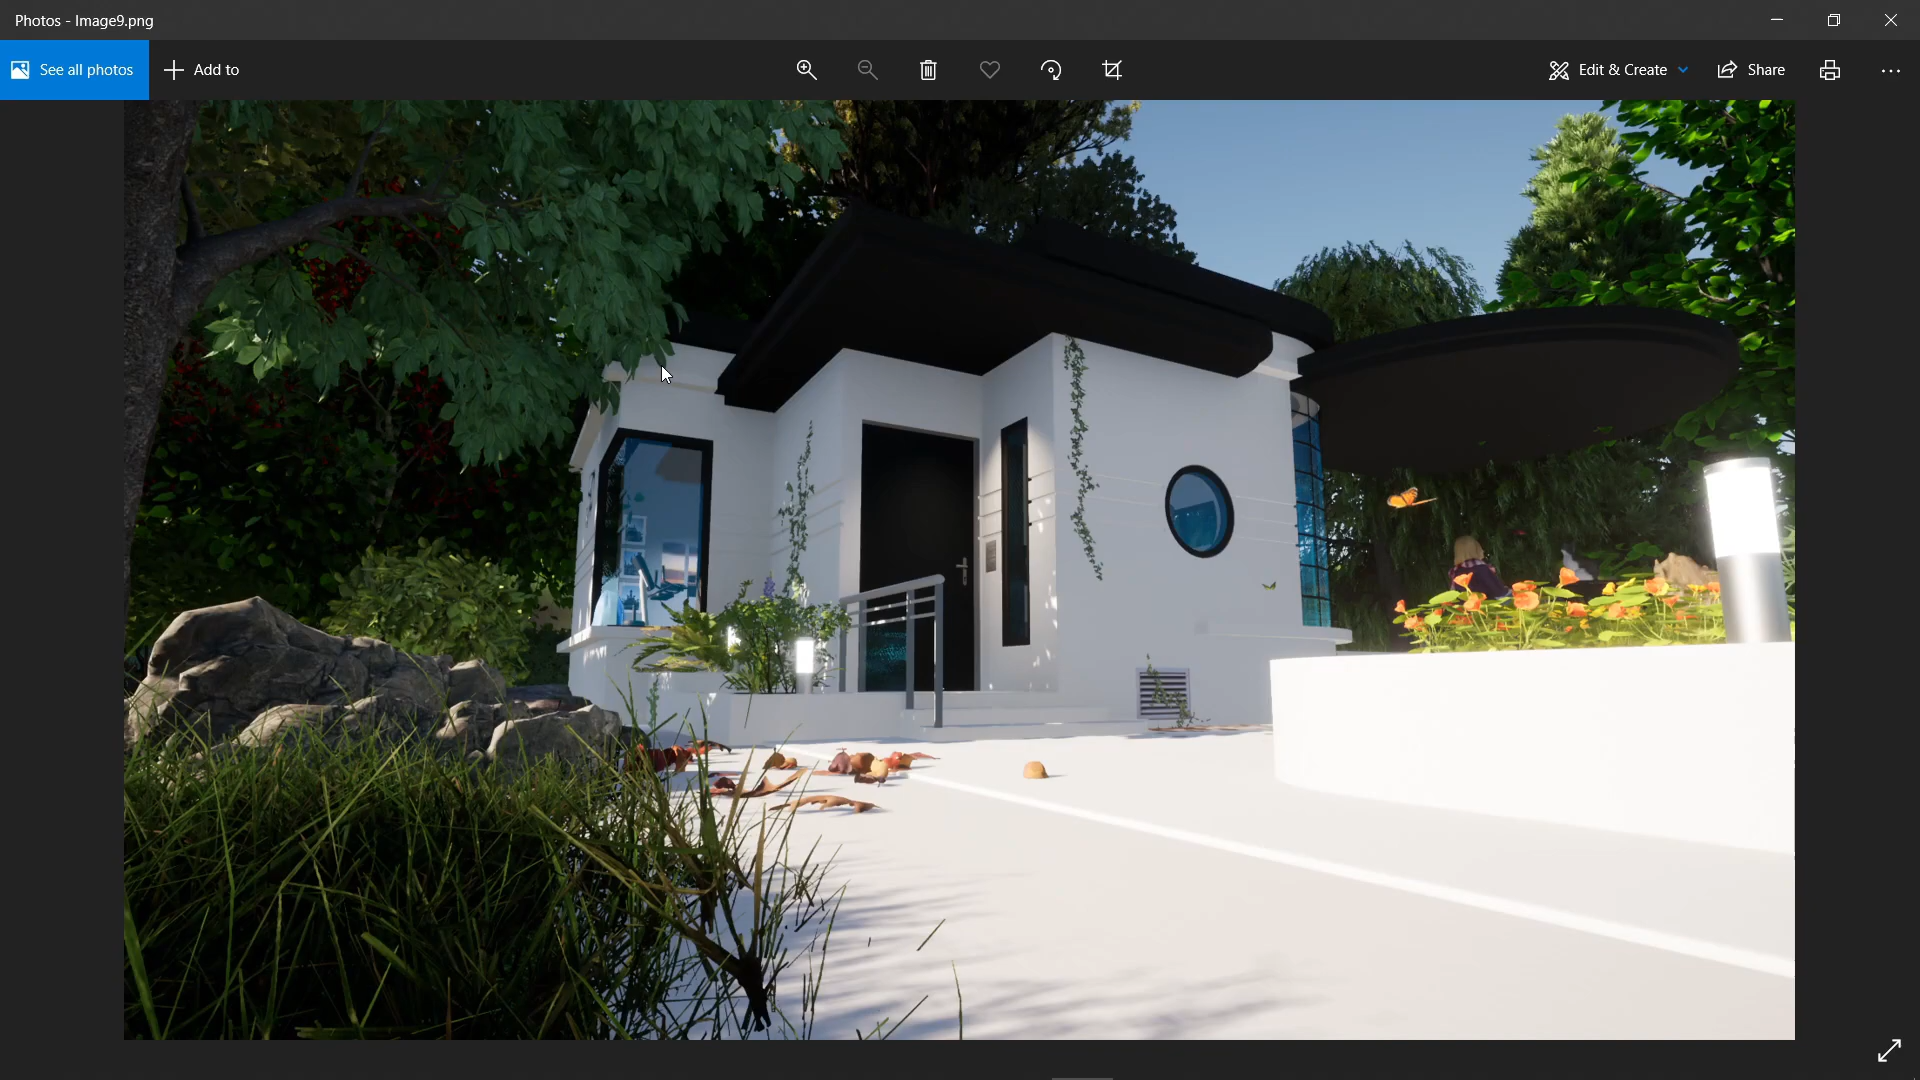 Photos - Image9.png
See all photos
Add to
Edit & Create
Share